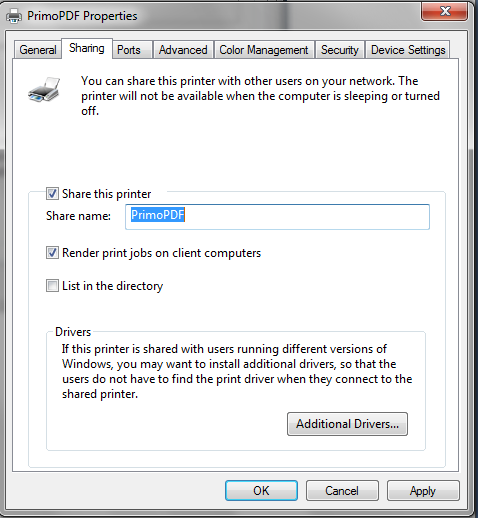 PrimoPDF Properties
General Sharing Ports Advanced Color Management Security Device Settings
You can share this printer with other users on your network. The
printer will not be available when the computer is sleeping or turned
off.
Share this printer
Share name: PrimoPDF
Render print jobs on client computers
List in the directory
Drivers
If this printer is shared with users running different versions of
Windows, you may want to install additional drivers, so that the
users do not have to find the print driver when they connect to the
shared printer.
Additional Drivers...
OK Cancel Apply